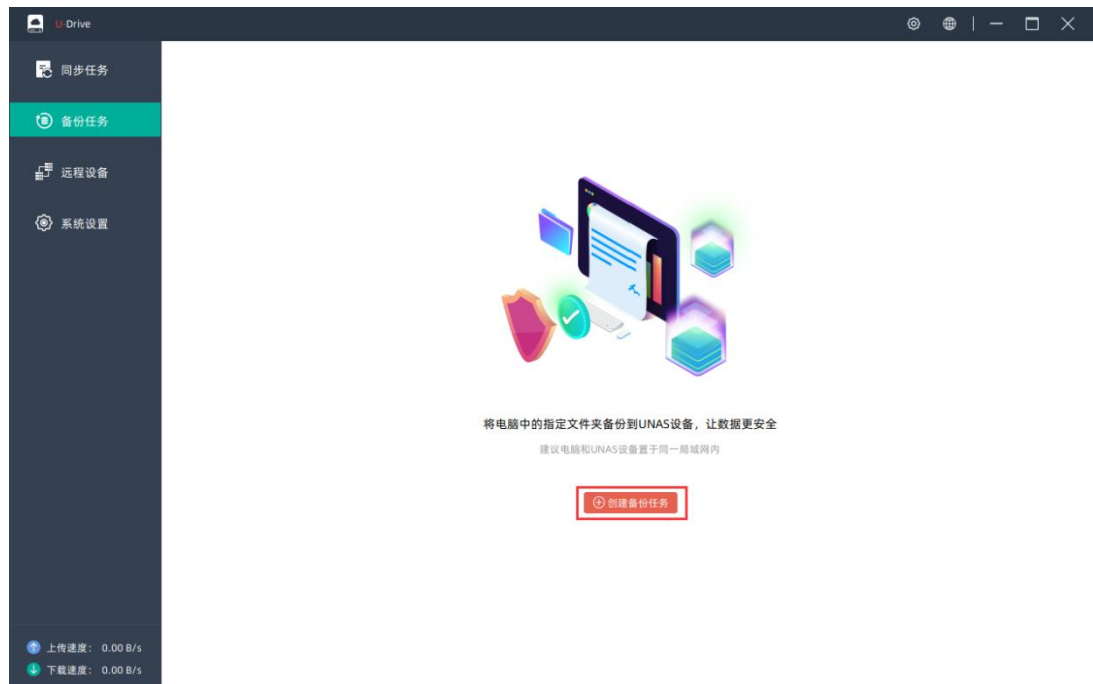 U-Drive
同步任务
备份任务
远程设备
系统设置
将电脑中的指定文件夹备份到UNAS设备，让数据更安全
建议电脑和UNAS设备置于同一局域网内
创建备份任务
上传速度： 0.00 B/s
下载速度： 0.00 B/s